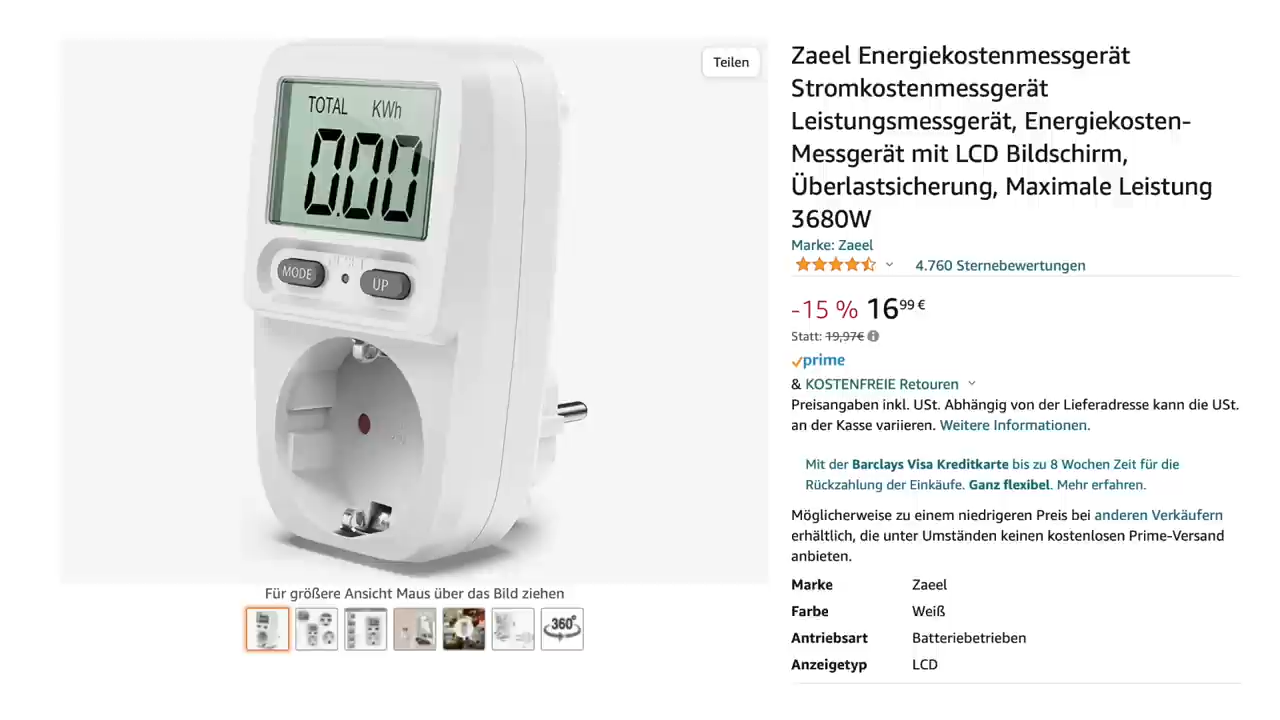 TOTAL KWh
0.00
MODE
RESET
UP
Teilen
Für größere Ansicht Maus über das Bild ziehen
360°
Zaeel Energiekostenmessgerät
Stromkostenmessgerät
Leistungsmessgerät, Energiekosten-
Messgerät mit LCD Bildschirm,
Überlastsicherung, Maximale Leistung
3680W
Marke: Zaeel
4.760 Sternebewertungen
-15 % 16 99 €
Statt: 19,97€
prime
& KOSTENFREIE Retouren
Preisangaben inkl. USt. Abhängig von der Lieferadresse kann die USt.
an der Kasse variieren. Weitere Informationen.
Mit der Barclays Visa Kreditkarte bis zu 8 Wochen Zeit für die
Rückzahlung der Einkäufe. Ganz flexibel. Mehr erfahren.
Möglicherweise zu einem niedrigeren Preis bei anderen Verkäufern
erhältlich, die unter Umständen keinen kostenlosen Prime-Versand
anbieten.
Marke Zaeel
Farbe Weiß
Antriebsart Batteriebetrieben
Anzeigetyp LCD